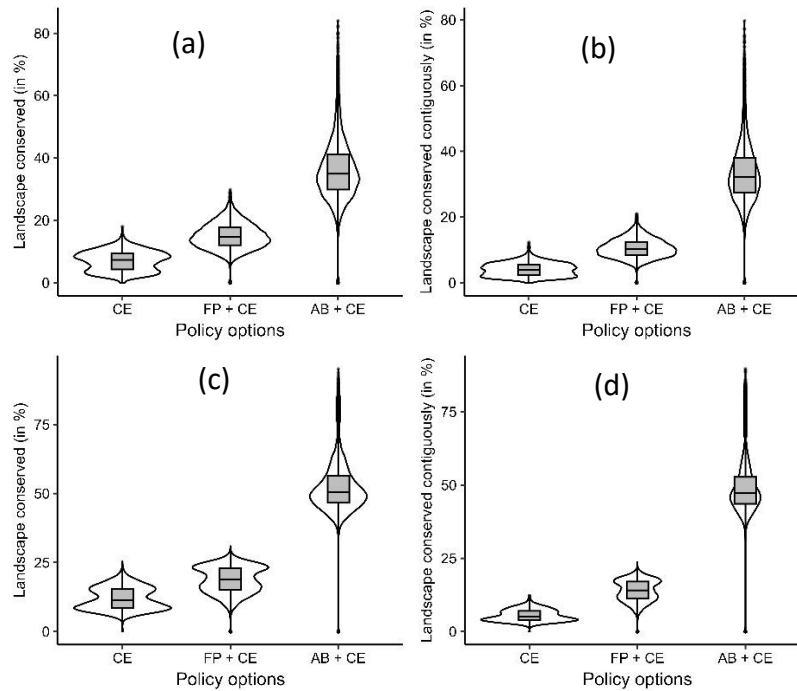 (a)
Landscape conserved (in %)
80
60
40
20
0
CE FP + CE AB + CE
Policy options
(b)
Landscape conserved contiguously (in %)
80
60
40
20
0
CE FP + CE AB + CE
Policy options
(c)
Landscape conserved (in %)
75
50
25
0
CE FP + CE AB + CE
Policy options
(d)
Landscape conserved contiguously (in %)
75
50
25
0
CE FP + CE AB + CE
Policy options